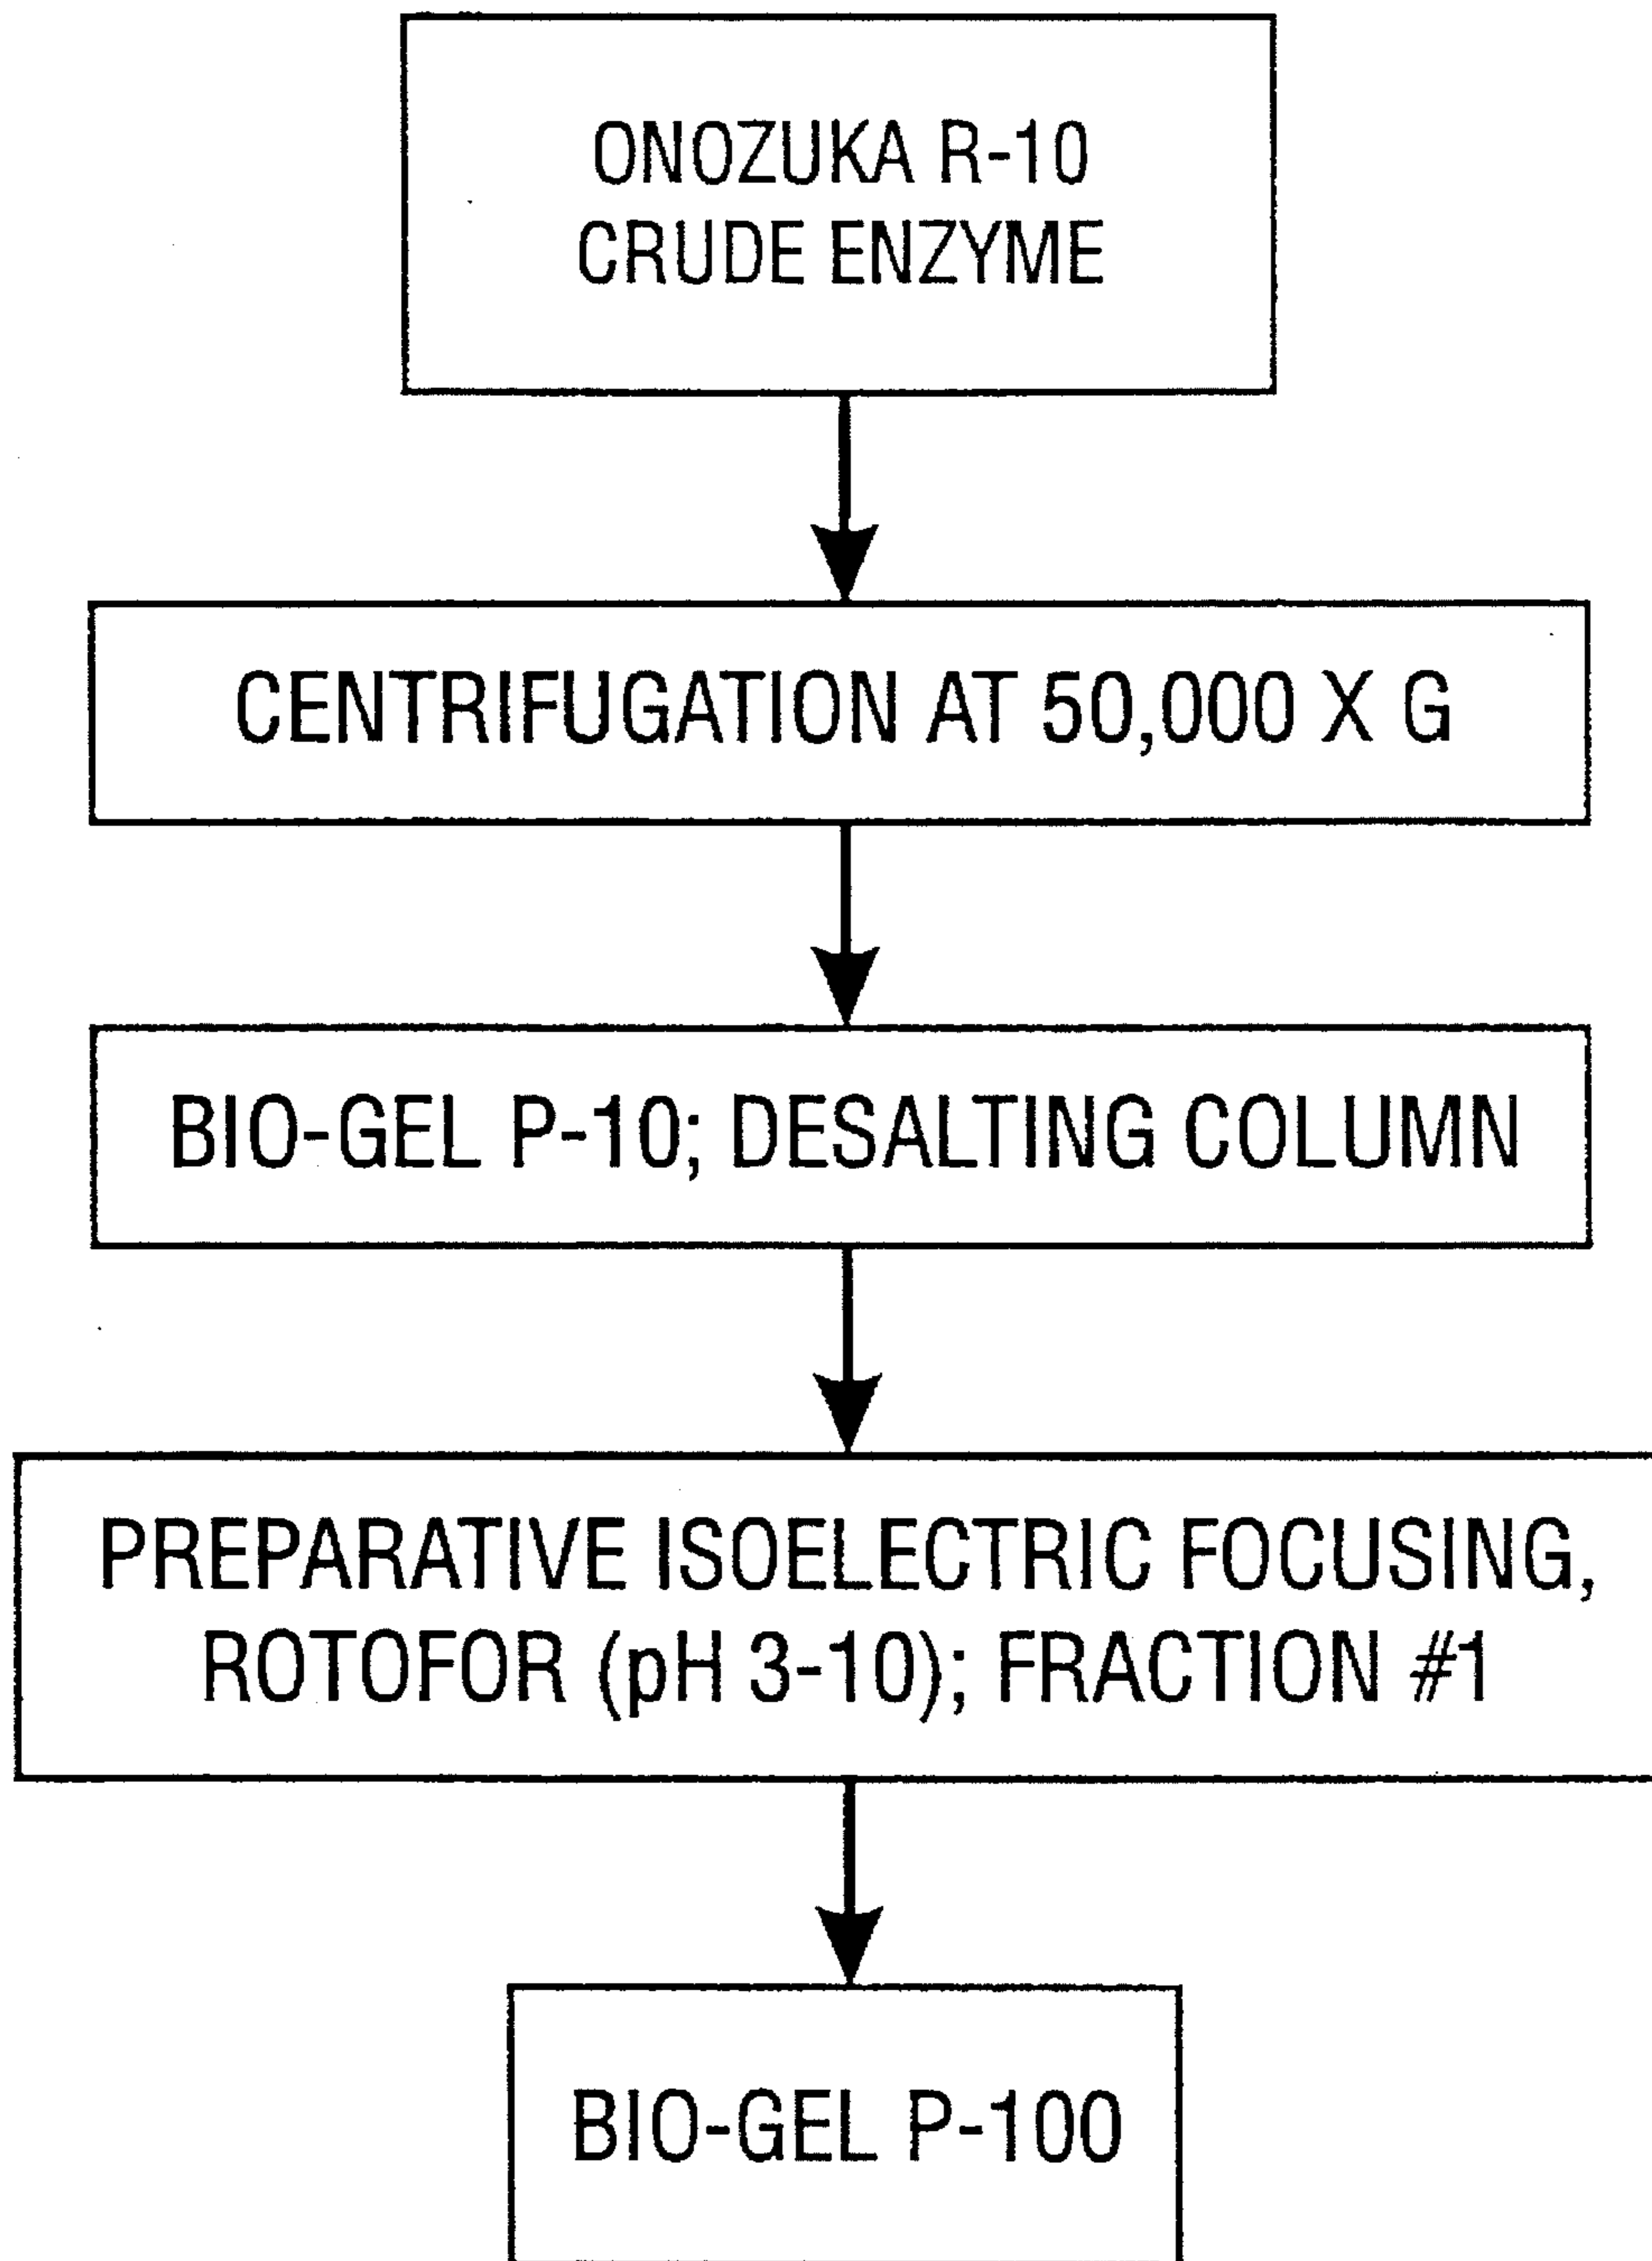 ONOZUKA R-10
CRUDE ENZYME
CENTRIFUGATION AT 50,000 X G
BIO-GEL P-10; DESALTING COLUMN
PREPARATIVE ISOELECTRIC FOCUSING,
ROTOFOR (pH 3-10); FRACTION #1
BIO-GEL P-100